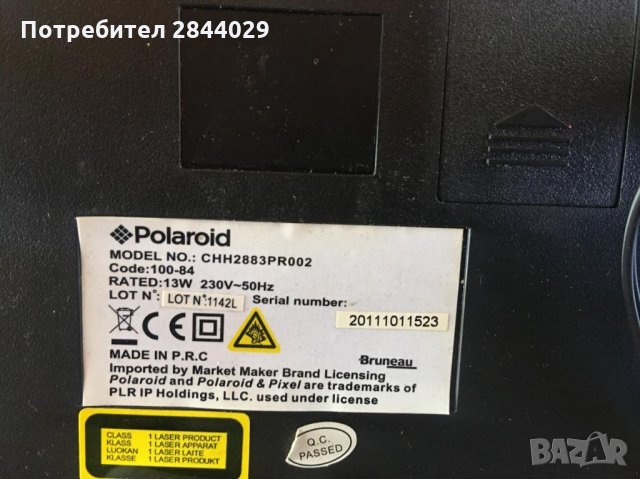 Потребител 2844029
Polaroid
MODEL NO.: CHH2883PR002
Code:100-84
RATED:13W 230V~50Hz
LOT N°: LOT N°:1142L Serial number:
20111011523
MADE IN P.R.C
Bruneau
Imported by Market Maker Brand Licensing
Polaroid and Polaroid & Pixel are trademarks of
PLR IP Holdings, LLC. used under license
CLASS 1 LASER PRODUCT
KLASS 1 LASER APPARAT
LUOKAN 1 LASER LAITE
KLASSE 1 LASER PRODUKT
Q.C.
PASSED
BAZAR